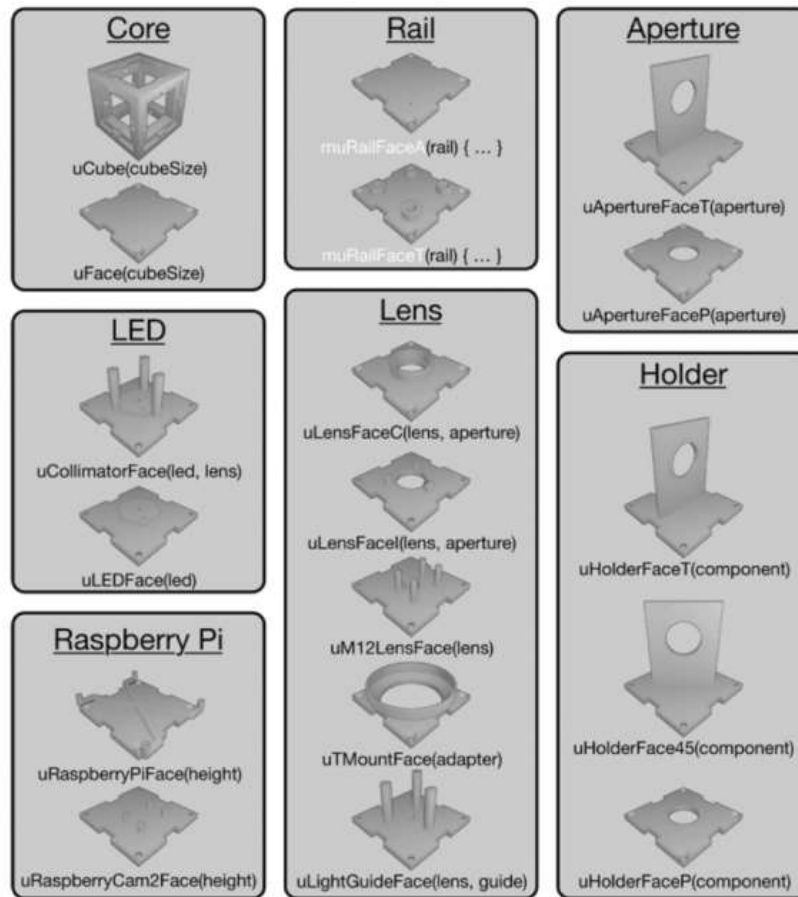 Core
uCube(cubeSize)
uFace(cubeSize)
LED
uCollimatorFace(led, lens)
uLEDFace(led)
Raspberry Pi
uRaspberryPiFace(height)
uRaspberryCam2Face(height)
Rail
muRailFaceA(rail) { ... }
muRailFaceT(rail) { ... }
Lens
uLensFaceC(lens, aperture)
uLensFaceI(lens, aperture)
uM12LensFace(lens)
uTMountFace(adapter)
uLightGuideFace(lens, guide)
Aperture
uApertureFaceT(aperture)
uApertureFaceP(aperture)
Holder
uHolderFaceT(component)
uHolderFace45(component)
uHolderFaceP(component)